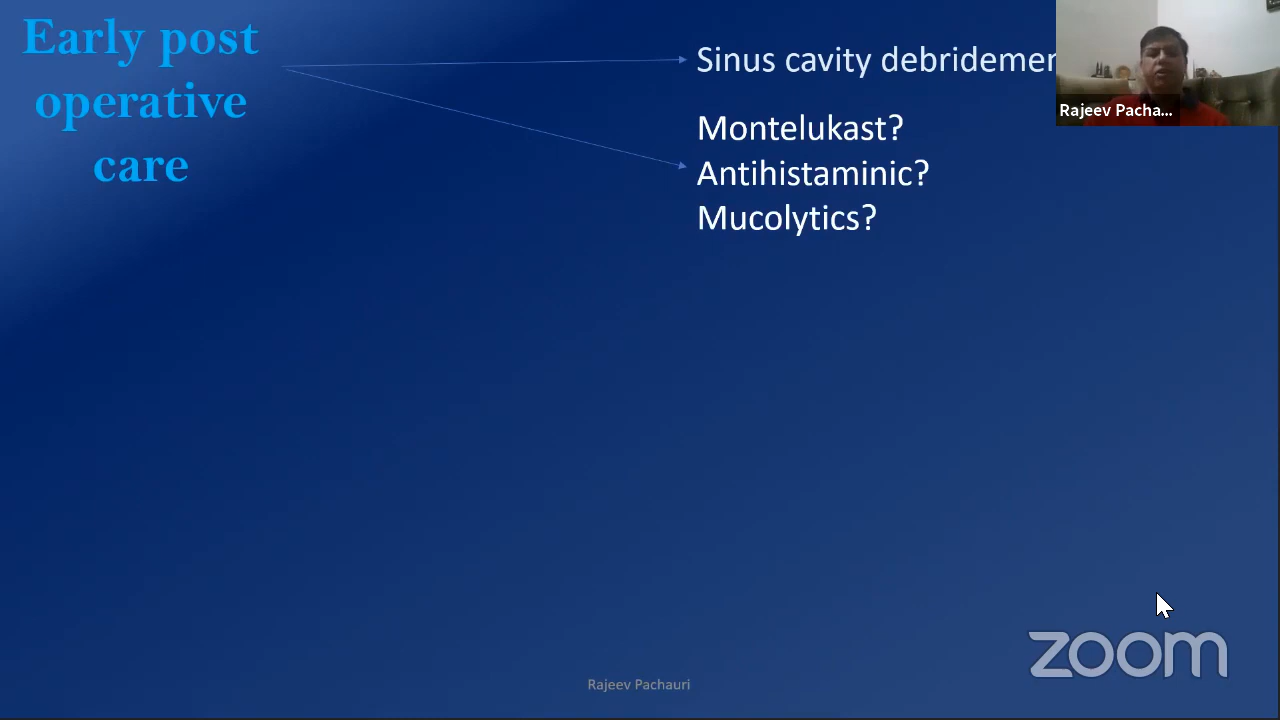 Early post
operative
care
Sinus cavity debridemen
Montelukast?
Antihistaminic?
Mucolytics?
Rajeev Pacha...
zoom
Rajeev Pachauri